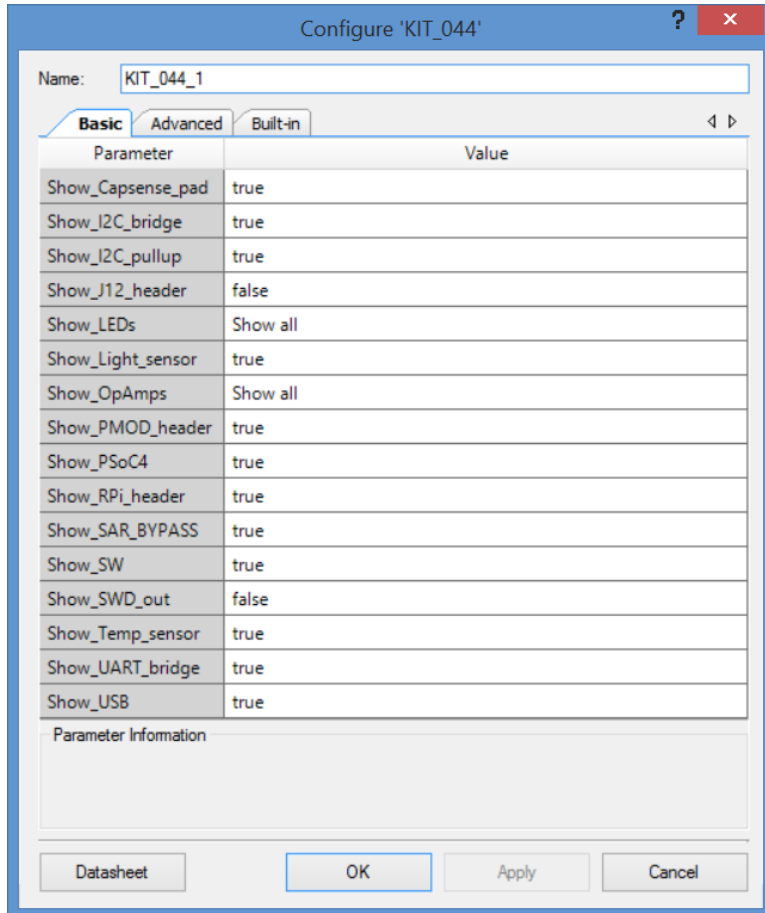 Configure 'KIT_044'
?
Name: KIT_044_1
Basic Advanced Built-in
Parameter Value
Show_Capsense_pad true
Show_I2C_bridge true
Show_I2C_pullup true
Show_J12_header false
Show_LEDs Show all
Show_Light_sensor true
Show_OpAmps Show all
Show_PMOD_header true
Show_PSoC4 true
Show_RPi_header true
Show_SAR_BYPASS true
Show_SW true
Show_SWD_out false
Show_Temp_sensor true
Show_UART_bridge true
Show_USB true
Parameter Information
Datasheet OK Apply Cancel